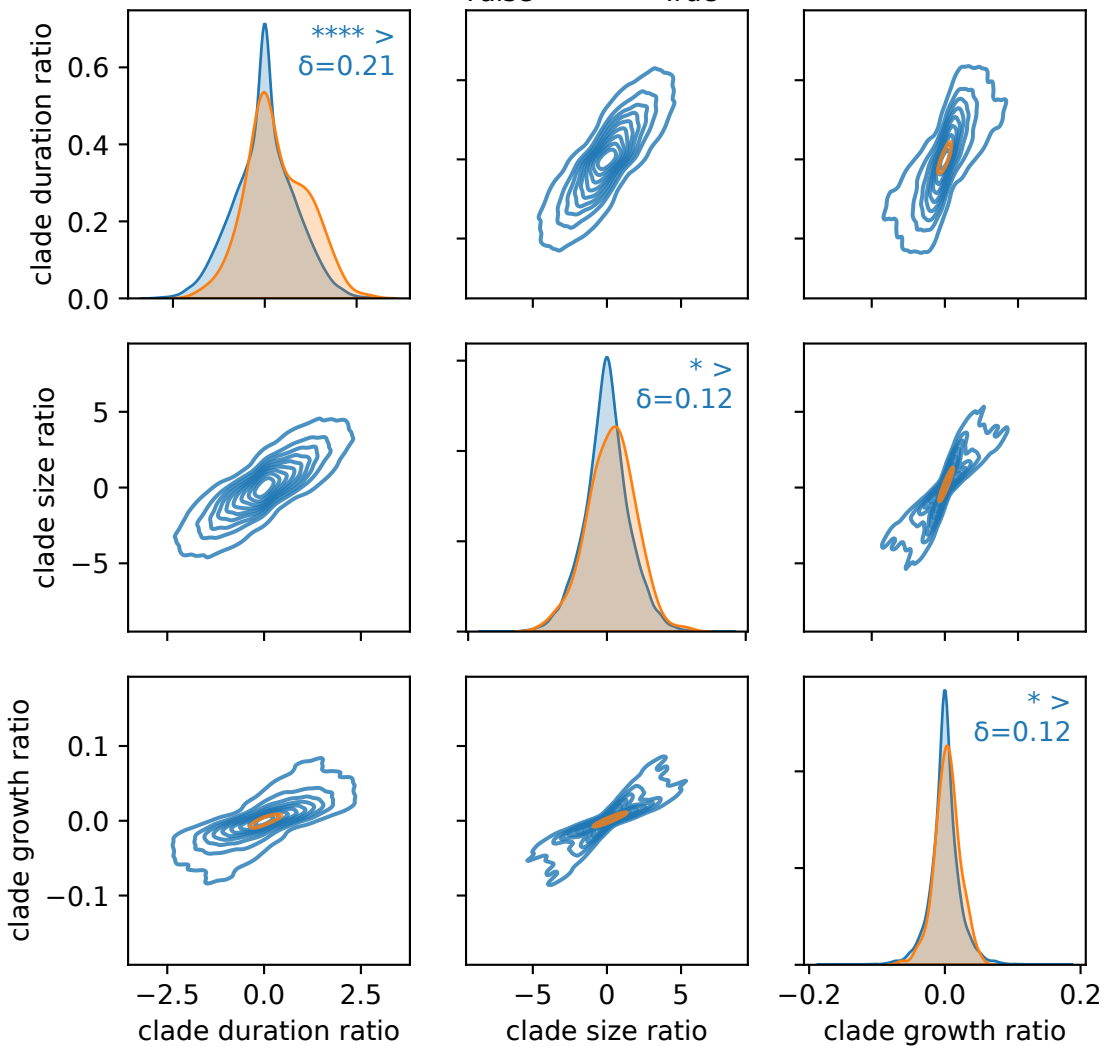 clade duration ratio
0.6
0.4
0.2
0.0
**** >
δ=0.21
clade size ratio
5
0
−5
* >
δ=0.12
clade growth ratio
0.1
0.0
−0.1
* >
δ=0.12
−2.5 0.0 2.5
−5 0 5
−0.2 0.0 0.2
clade duration ratio
clade size ratio
clade growth ratio